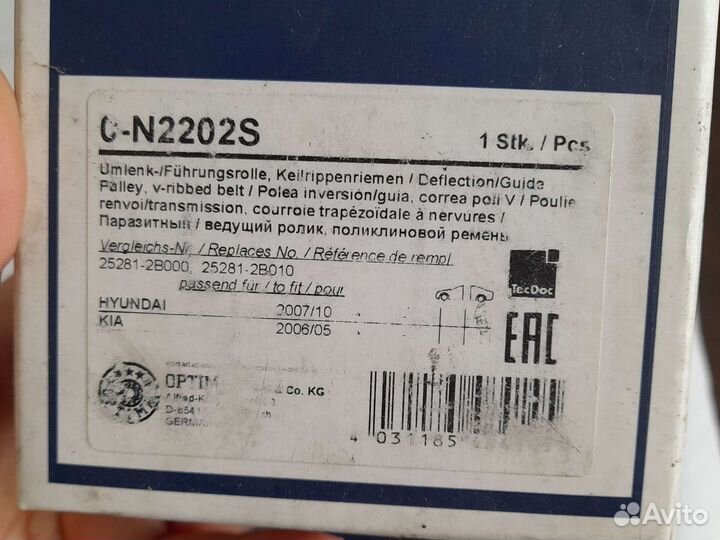 0-N2202S
1 Stk. / Pcs
Umlenk-/Führungsrolle, Keilrippenriemen / Deflection/Guide
Pulley, v-ribbed belt / Polea inversión/guia, correa poli V / Poulie
renvoi/transmission, courroie trapézoïdale à nervures /
Паразитный / ведущий ролик, поликлиновой ремень
Vergleichs-Nr. / Replaces No. / Référence de rempl.
25281-2B000, 25281-2B010
passend für / to fit / pour
TecDoc
HYUNDAI 2007/10
KIA 2006/05
EAC
& Co. KG
GERMA
4 031185
Avito